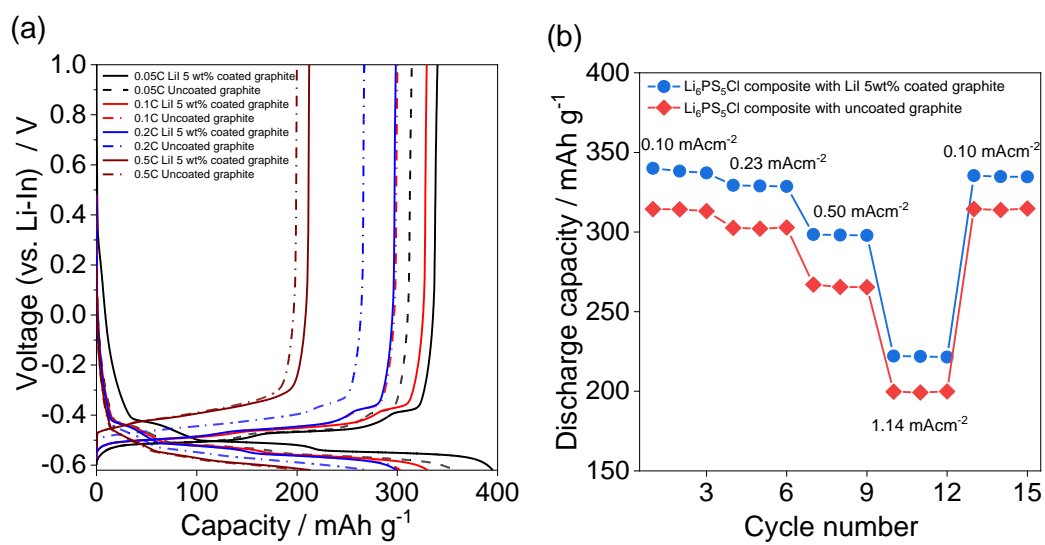 (a)
1.0
0.8
0.6
0.4
0.2
0.0
-0.2
-0.4
-0.6
Voltage (vs. Li-In) / V
0.05C LiI 5 wt% coated graphite
0.05C Uncoated graphite
0.1C LiI 5 wt% coated graphite
0.1C Uncoated graphite
0.2C LiI 5 wt% coated graphite
0.2C Uncoated graphite
0.5C LiI 5 wt% coated graphite
0.5C Uncoated graphite
0
100
200
300
400
Capacity / mAh g⁻¹
(b)
400
350
300
250
200
150
Discharge capacity / mAh g⁻¹
Li₆PS₅Cl composite with LiI 5wt% coated graphite
Li₆PS₅Cl composite with uncoated graphite
0.10 mAcm⁻²
0.23 mAcm⁻²
0.50 mAcm⁻²
1.14 mAcm⁻²
0.10 mAcm⁻²
3
6
9
12
15
Cycle number